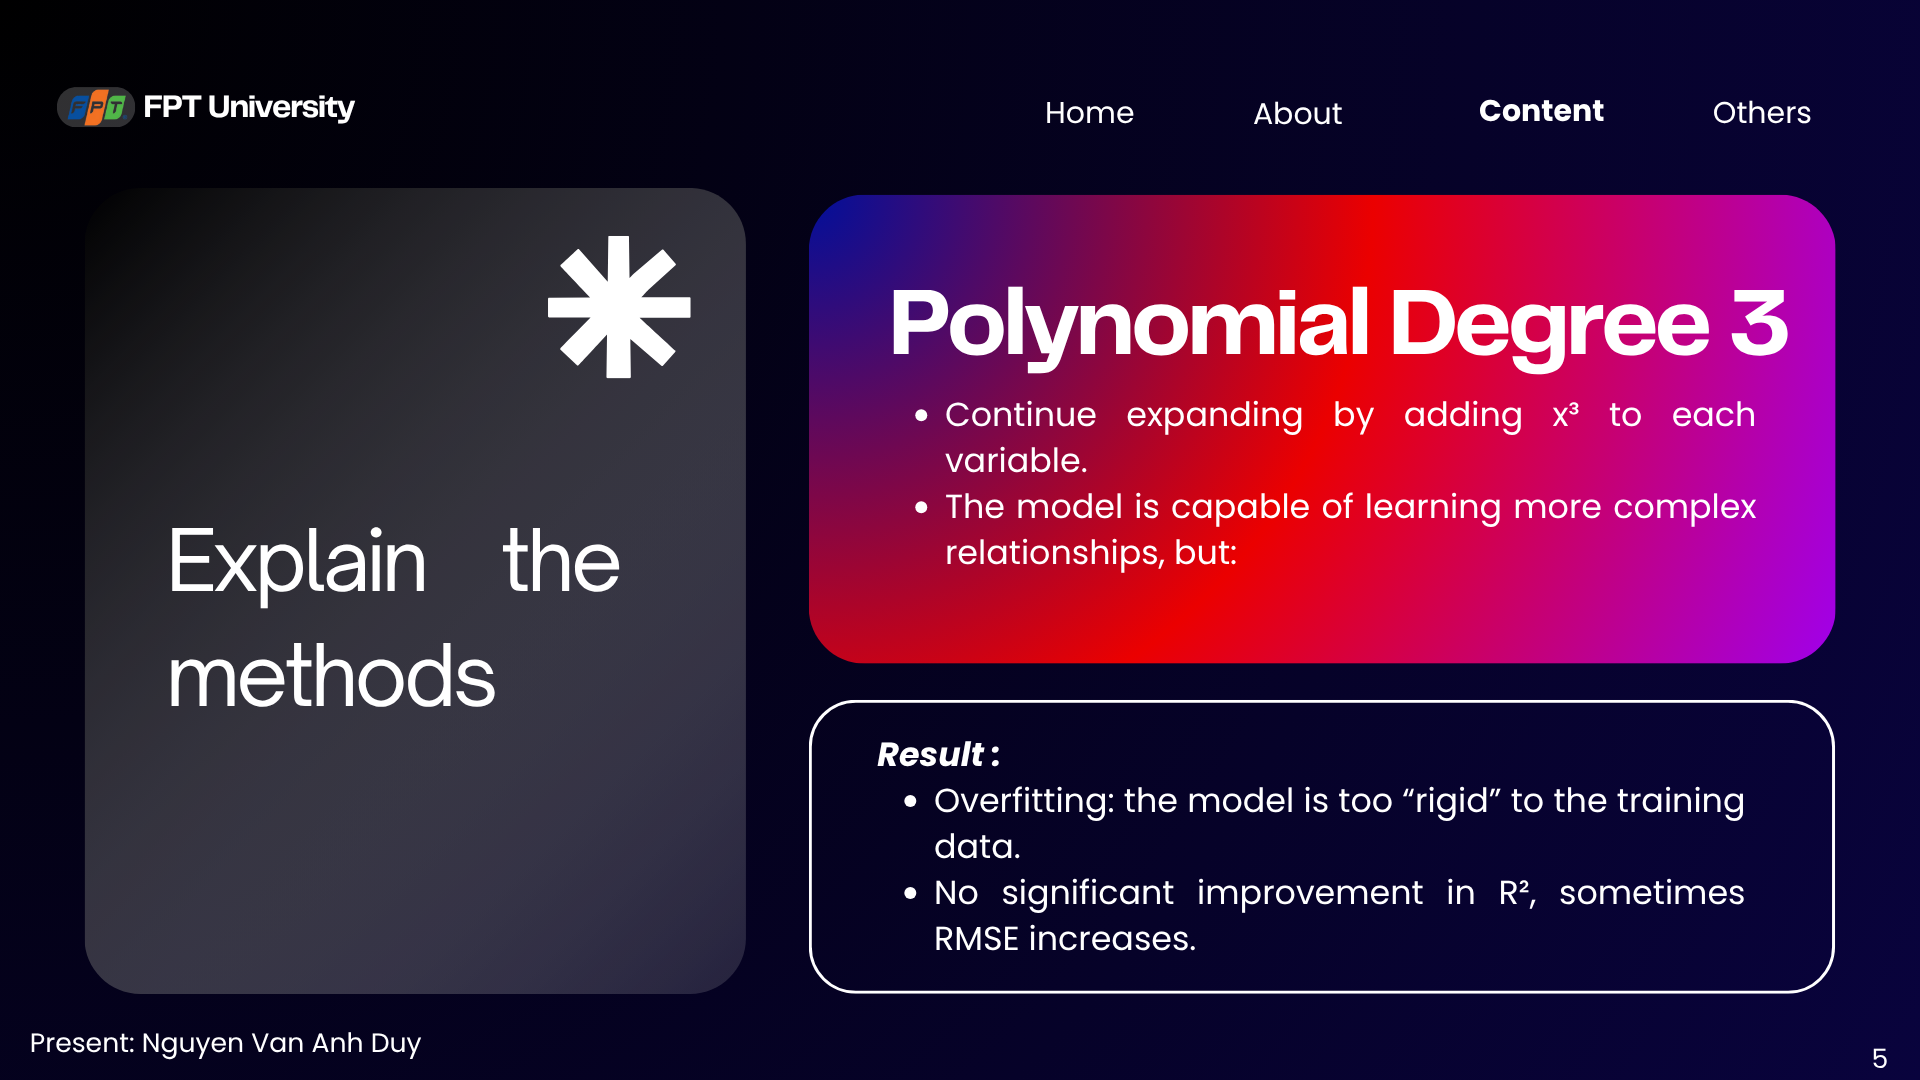 FPT FPT University
Home About Content Others
Explain the
methods
Polynomial Degree 3
• Continue expanding by adding x³ to each
variable.
• The model is capable of learning more complex
relationships, but:
Result :
• Overfitting: the model is too “rigid” to the training
data.
• No significant improvement in R², sometimes
RMSE increases.
Present: Nguyen Van Anh Duy
5